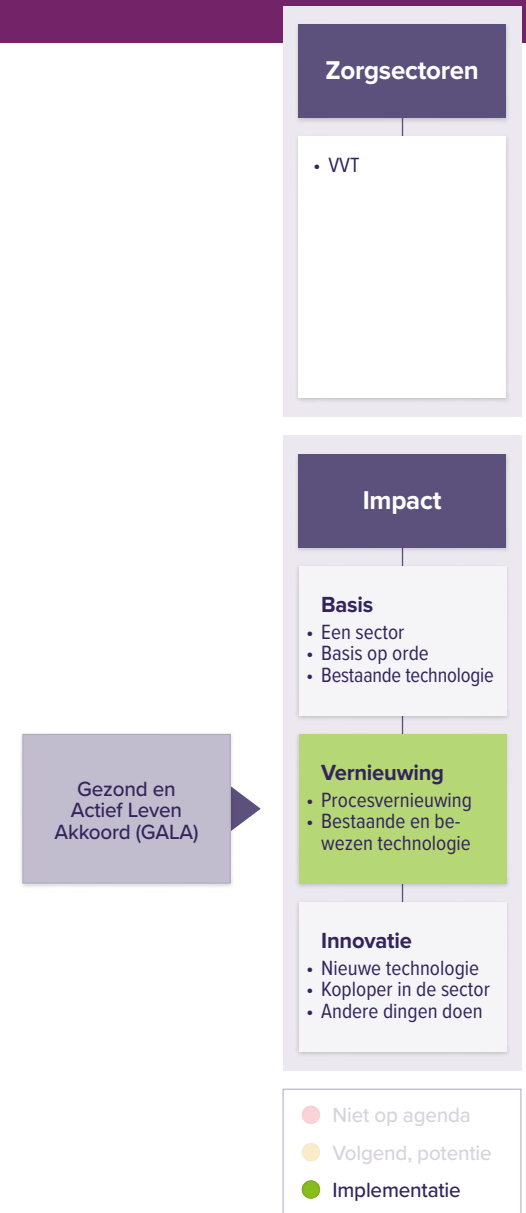 Zorgsectoren
• VVT
Impact
Basis
• Een sector
• Basis op orde
• Bestaande technologie
Gezond en
Actief Leven
Akkoord (GALA)
Vernieuwing
• Procesvernieuwing
• Bestaande en be-
wezen technologie
Innovatie
• Nieuwe technologie
• Koploper in de sector
• Andere dingen doen
Niet op agenda
Volgend, potentie
Implementatie